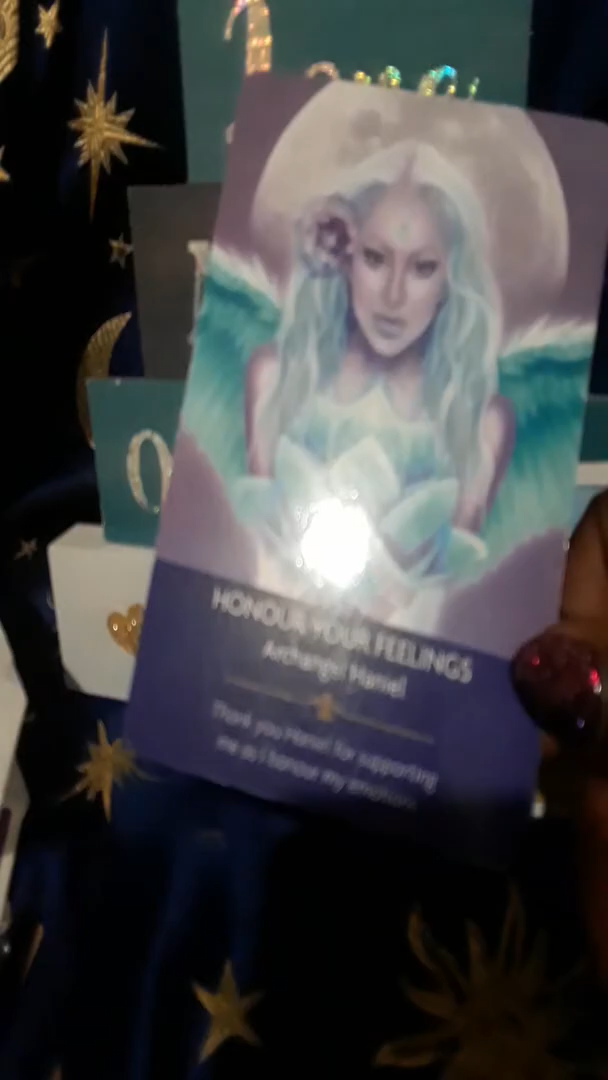 HONOUR YOUR FEELINGS
Archangel Haniel
Thank you Haniel for supporting
me as I honour my emotions